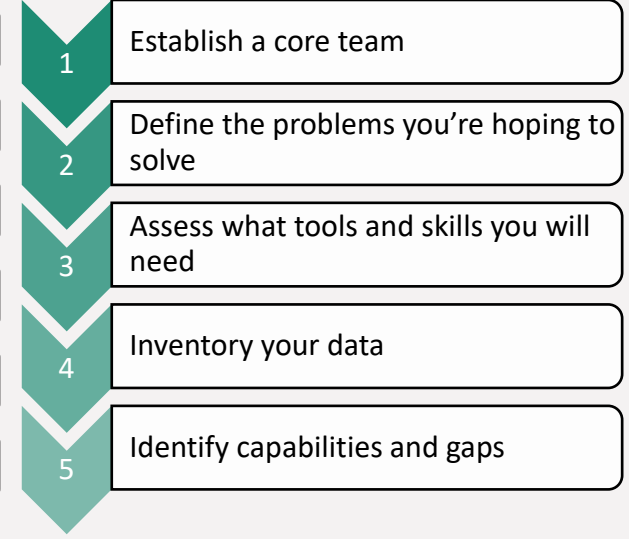 1
Establish a core team
2
Define the problems you’re hoping to
solve
3
Assess what tools and skills you will
need
4
Inventory your data
5
Identify capabilities and gaps